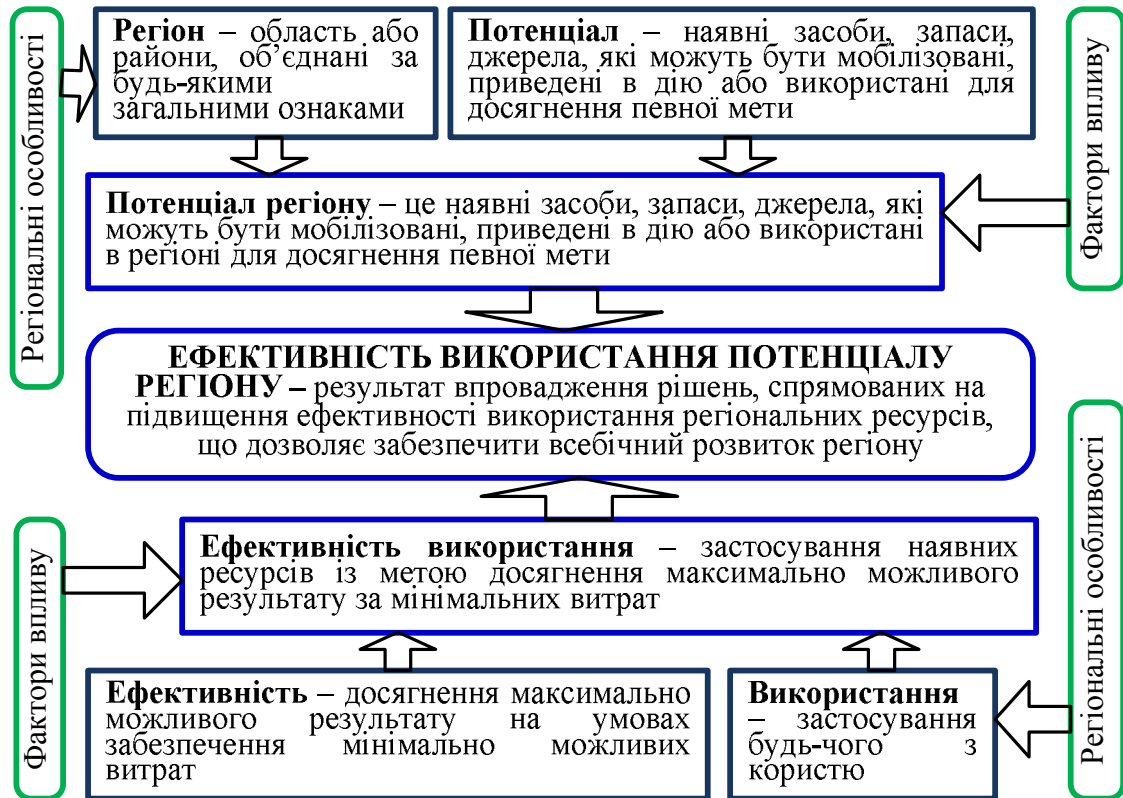 Регіональні особливості
Регіон – область або
райони, об’єднані за
будь-якими
загальними ознаками
Потенціал – наявні засоби, запаси,
джерела, які можуть бути мобілізовані,
приведені в дію або використані для
досягнення певної мети
Фактори впливу
Потенціал регіону – це наявні засоби, запаси, джерела, які
можуть бути мобілізовані, приведені в дію або використані
в регіоні для досягнення певної мети
ЕФЕКТИВНІСТЬ ВИКОРИСТАННЯ ПОТЕНЦІАЛУ
РЕГІОНУ – результат впровадження рішень, спрямованих на
підвищення ефективності використання регіональних ресурсів,
що дозволяє забезпечити всебічний розвиток регіону
Фактори впливу
Ефективність використання – застосування наявних
ресурсів із метою досягнення максимально можливого
результату за мінімальних витрат
Регіональні особливості
Ефективність – досягнення максимально
можливого результату на умовах
забезпечення мінімально можливих
витрат
Використання
– застосування
будь-чого з
користю